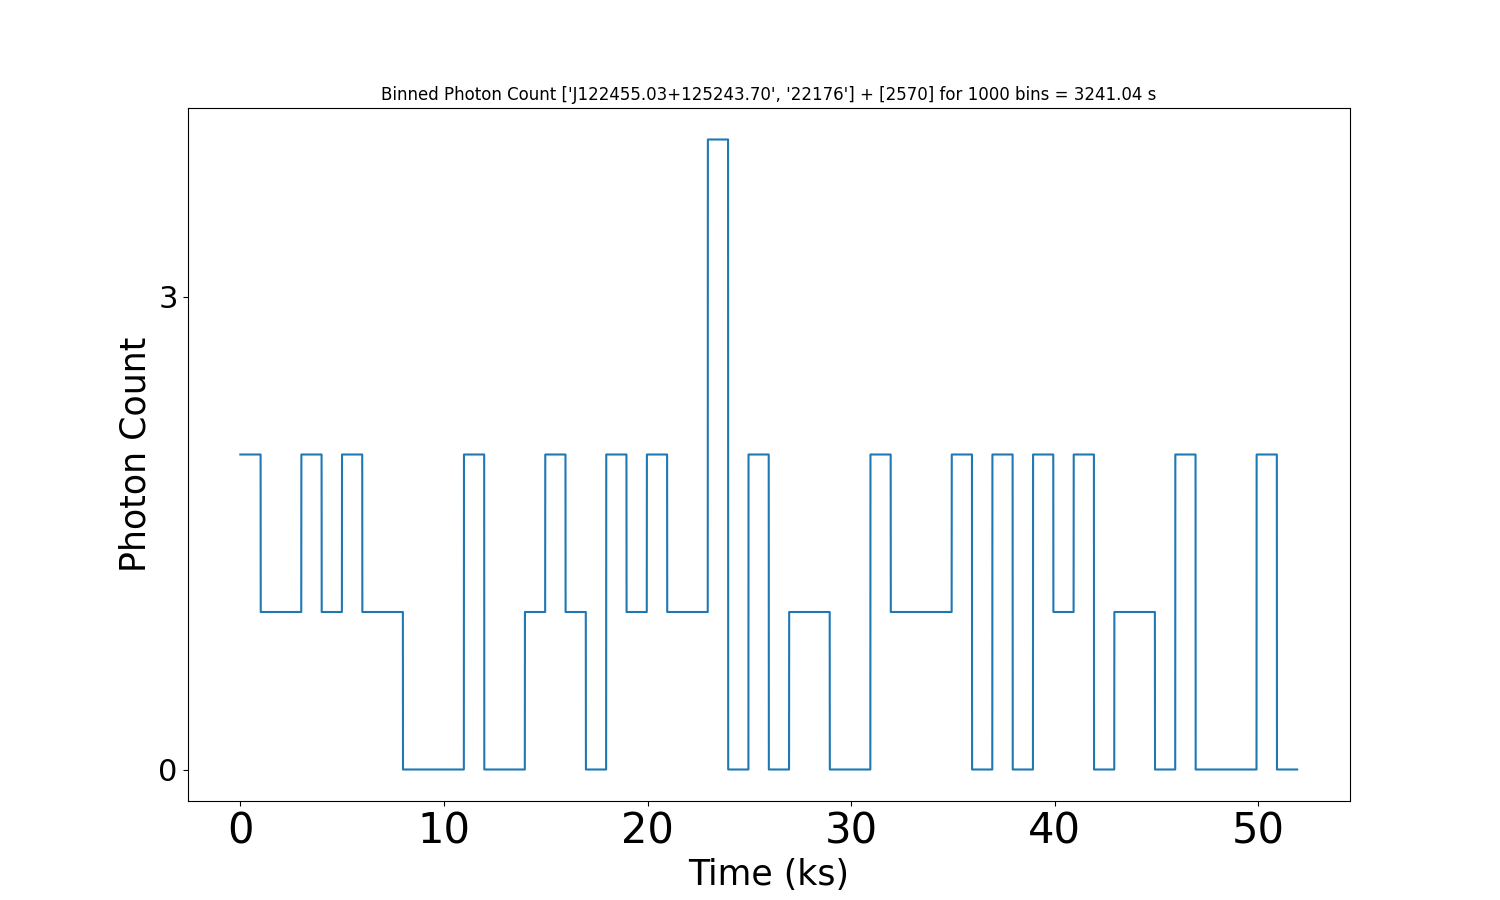 Binned Photon Count ['J122455.03+125243.70', '22176'] + [2570] for 1000 bins = 3241.04 s
3
Photon Count
0
0 10 20 30 40 50
Time (ks)